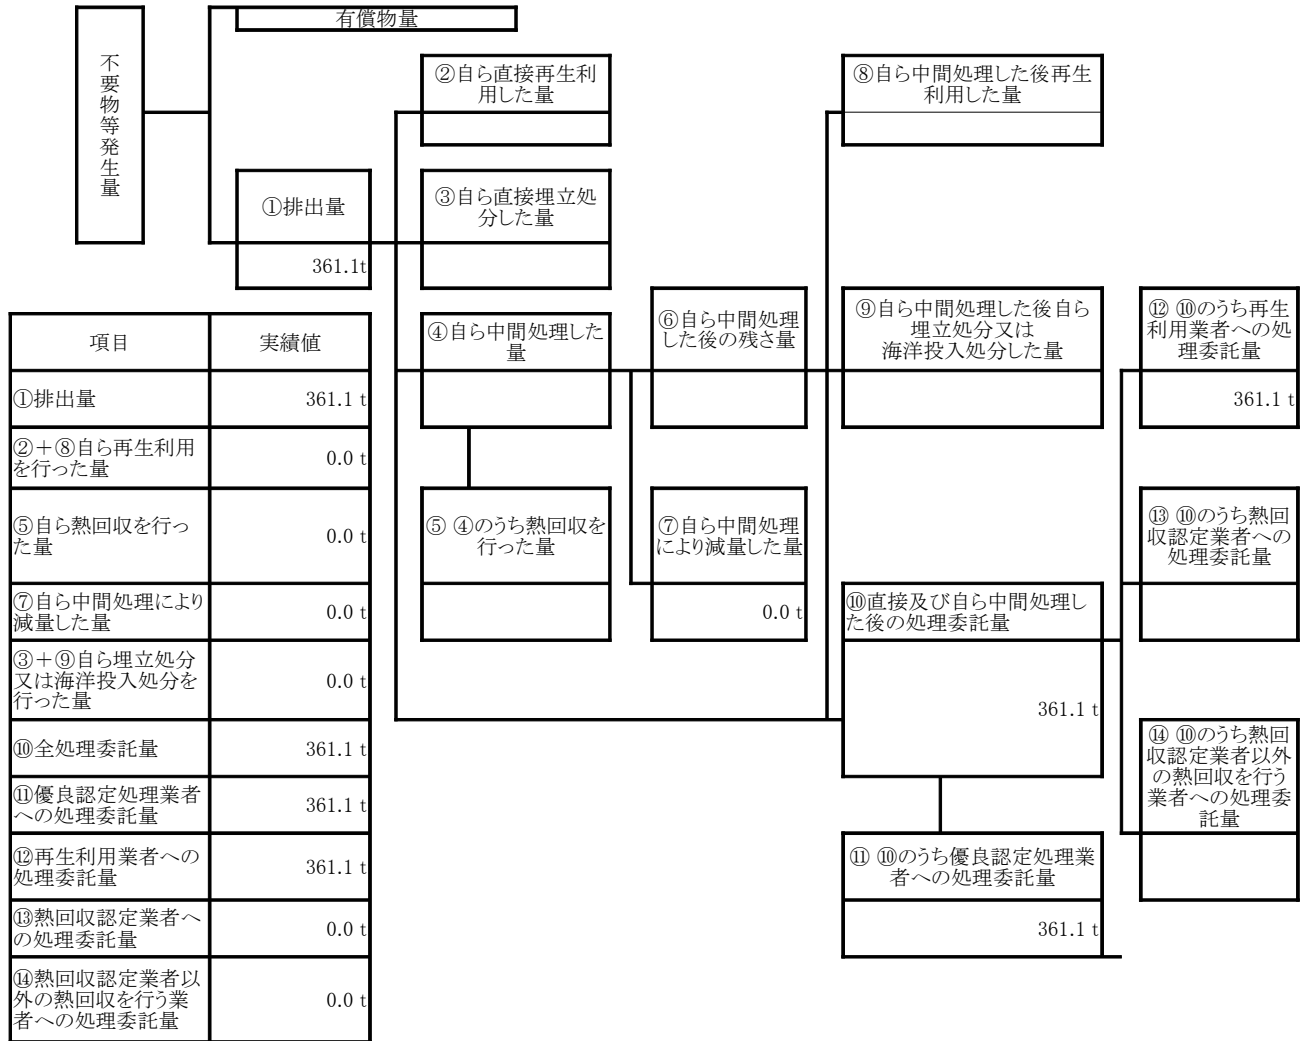 有償物量
不要物等発生量
②自ら直接再生利
用した量
⑧自ら中間処理した後再生
利用した量
①排出量
361.1t
③自ら直接埋立処
分した量
④自ら中間処理した
量
⑥自ら中間処理
した後の残さ量
⑨自ら中間処理した後自ら
埋立処分又は
海洋投入処分した量
⑫ ⑩のうち再生
利用業者への処
理委託量
361.1 t
⑤ ④のうち熱回収を
行った量
⑦自ら中間処理
により減量した量
0.0 t
⑩直接及び自ら中間処理し
た後の処理委託量
361.1 t
⑬ ⑩のうち熱回
収認定業者への
処理委託量
⑭ ⑩のうち熱回
収認定業者以外
の熱回収を行う
業者への処理委
託量
⑪ ⑩のうち優良認定処理業
者への処理委託量
361.1 t
項目 実績値
①排出量 361.1 t
②＋⑧自ら再生利用
を行った量 0.0 t
⑤自ら熱回収を行っ
た量 0.0 t
⑦自ら中間処理により
減量した量 0.0 t
③＋⑨自ら埋立処分
又は海洋投入処分を
行った量 0.0 t
⑩全処理委託量 361.1 t
⑪優良認定処理業者
への処理委託量 361.1 t
⑫再生利用業者への
処理委託量 361.1 t
⑬熱回収認定業者へ
の処理委託量 0.0 t
⑭熱回収認定業者以
外の熱回収を行う業
者への処理委託量 0.0 t